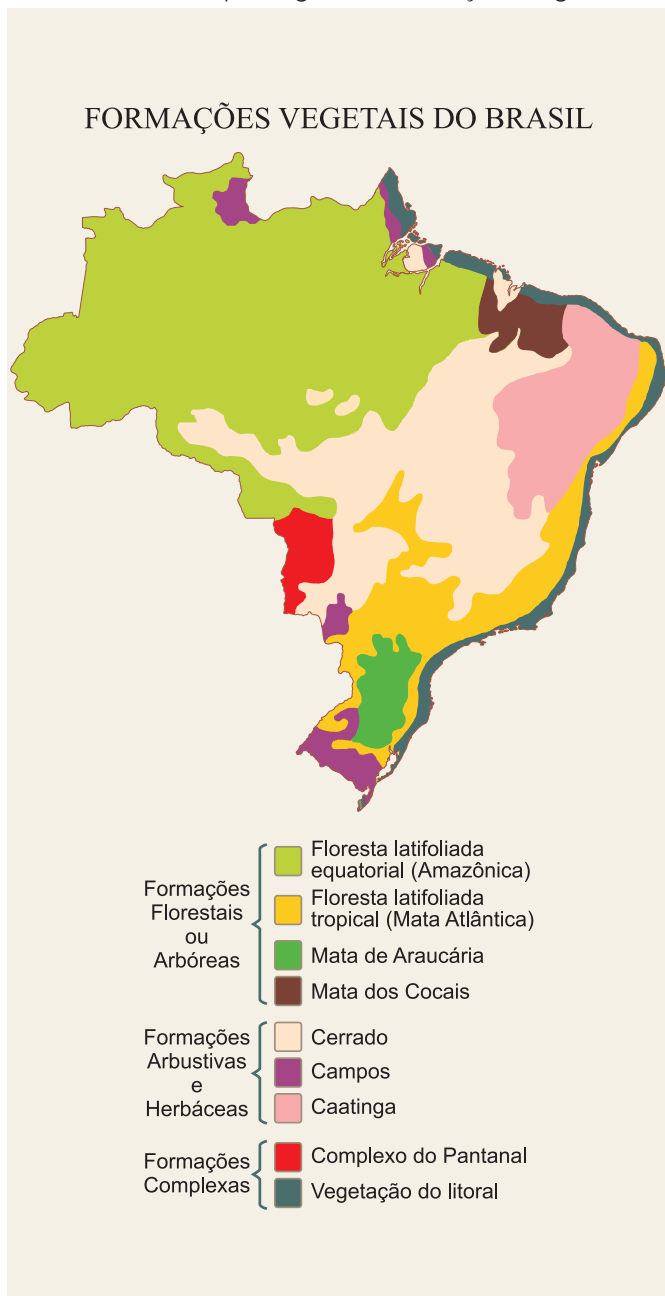 FORMAÇÕES VEGETAIS DO BRASIL
Formações
Florestais
ou
Arbóreas
Floresta latifoliada
equatorial (Amazônica)
Floresta latifoliada
tropical (Mata Atlântica)
Mata de Araucária
Mata dos Cocais
Formações
Arbustivas
e
Herbáceas
Cerrado
Campos
Caatinga
Formações
Complexas
Complexo do Pantanal
Vegetação do litoral